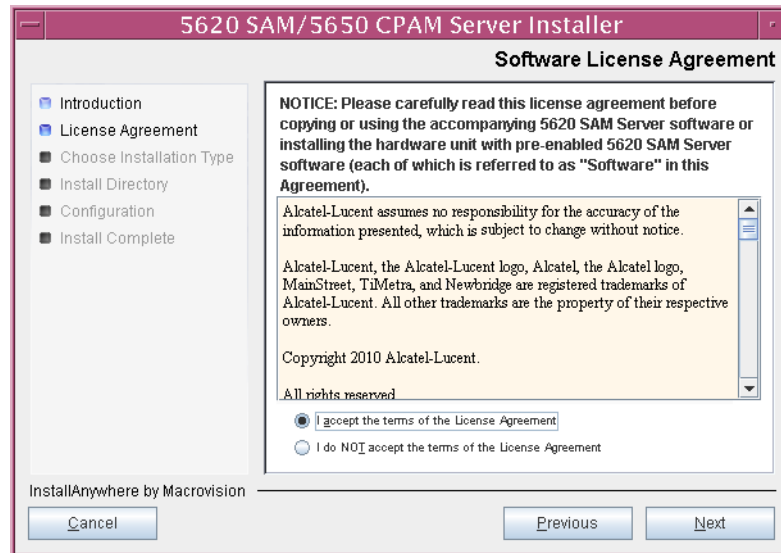 5620 SAM/5650 CPAM Server Installer
Software License Agreement
Introduction
License Agreement
Choose Installation Type
Install Directory
Configuration
Install Complete
NOTICE: Please carefully read this license agreement before
copying or using the accompanying 5620 SAM Server software or
installing the hardware unit with pre-enabled 5620 SAM Server
software (each of which is referred to as "Software" in this
Agreement).
Alcatel-Lucent assumes no responsibility for the accuracy of the
information presented, which is subject to change without notice.
Alcatel-Lucent, the Alcatel-Lucent logo, Alcatel, the Alcatel logo,
MainStreet, TiMetra, and Newbridge are registered trademarks of
Alcatel-Lucent. All other trademarks are the property of their respective
owners.
Copyright 2010 Alcatel-Lucent.
All rights reserved
I accept the terms of the License Agreement
I do NOT accept the terms of the License Agreement
InstallAnywhere by Macrovision
Cancel
Previous
Next